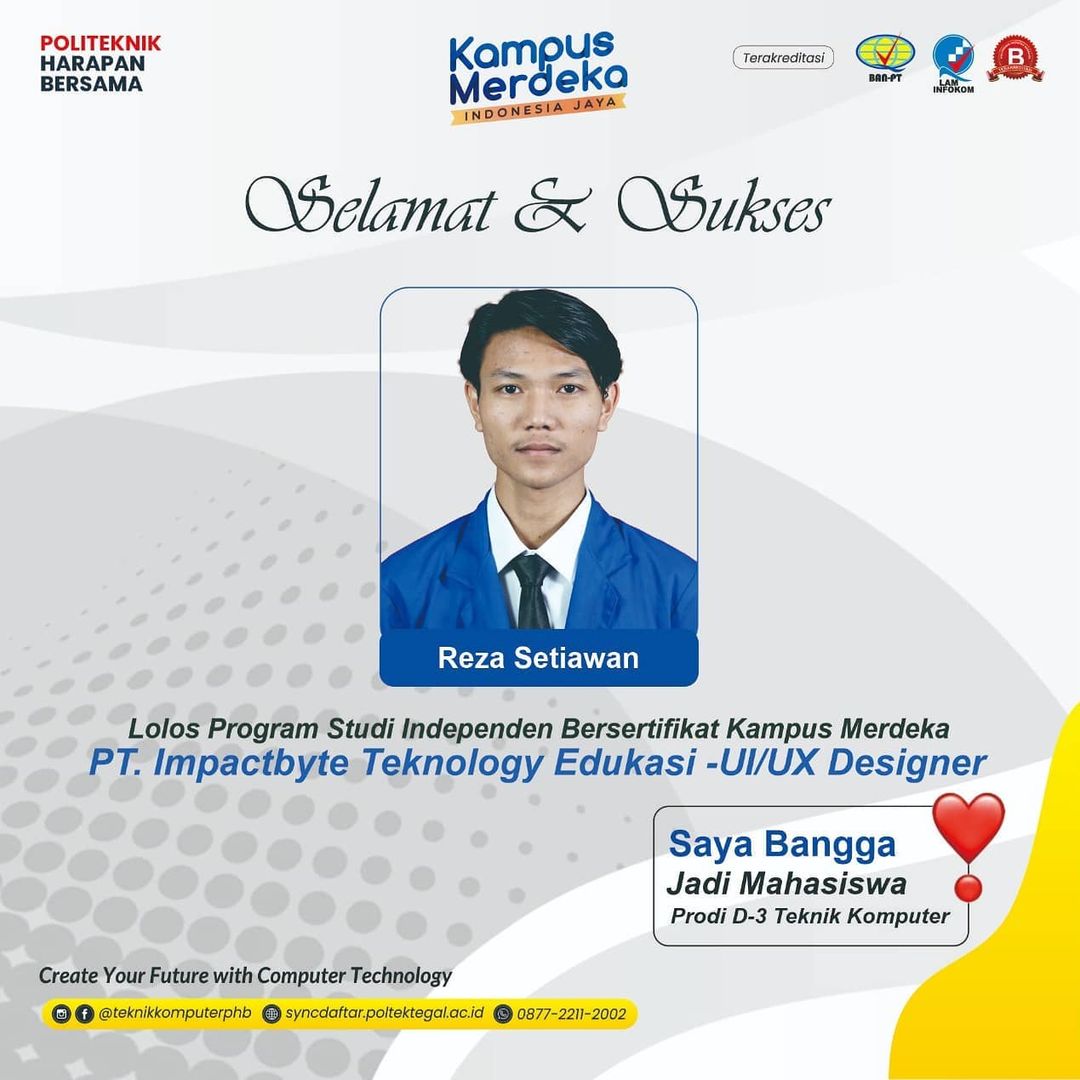 POLITEKNIK
HARAPAN
BERSAMA
Kampus
Merdeka
INDONESIA JAYA
Terakreditasi
BAN-PT
LAM
INFOKOM
B
Selamat & Sukses
Reza Setiawan
Lolos Program Studi Independen Bersertifikat Kampus Merdeka
PT. Impactbyte Teknology Edukasi -UI/UX Designer
Saya Bangga
Jadi Mahasiswa
Prodi D-3 Teknik Komputer
Create Your Future with Computer Technology
@teknikkomputerphb syncdaftar.poltektegal.ac.id 0877-2211-2002